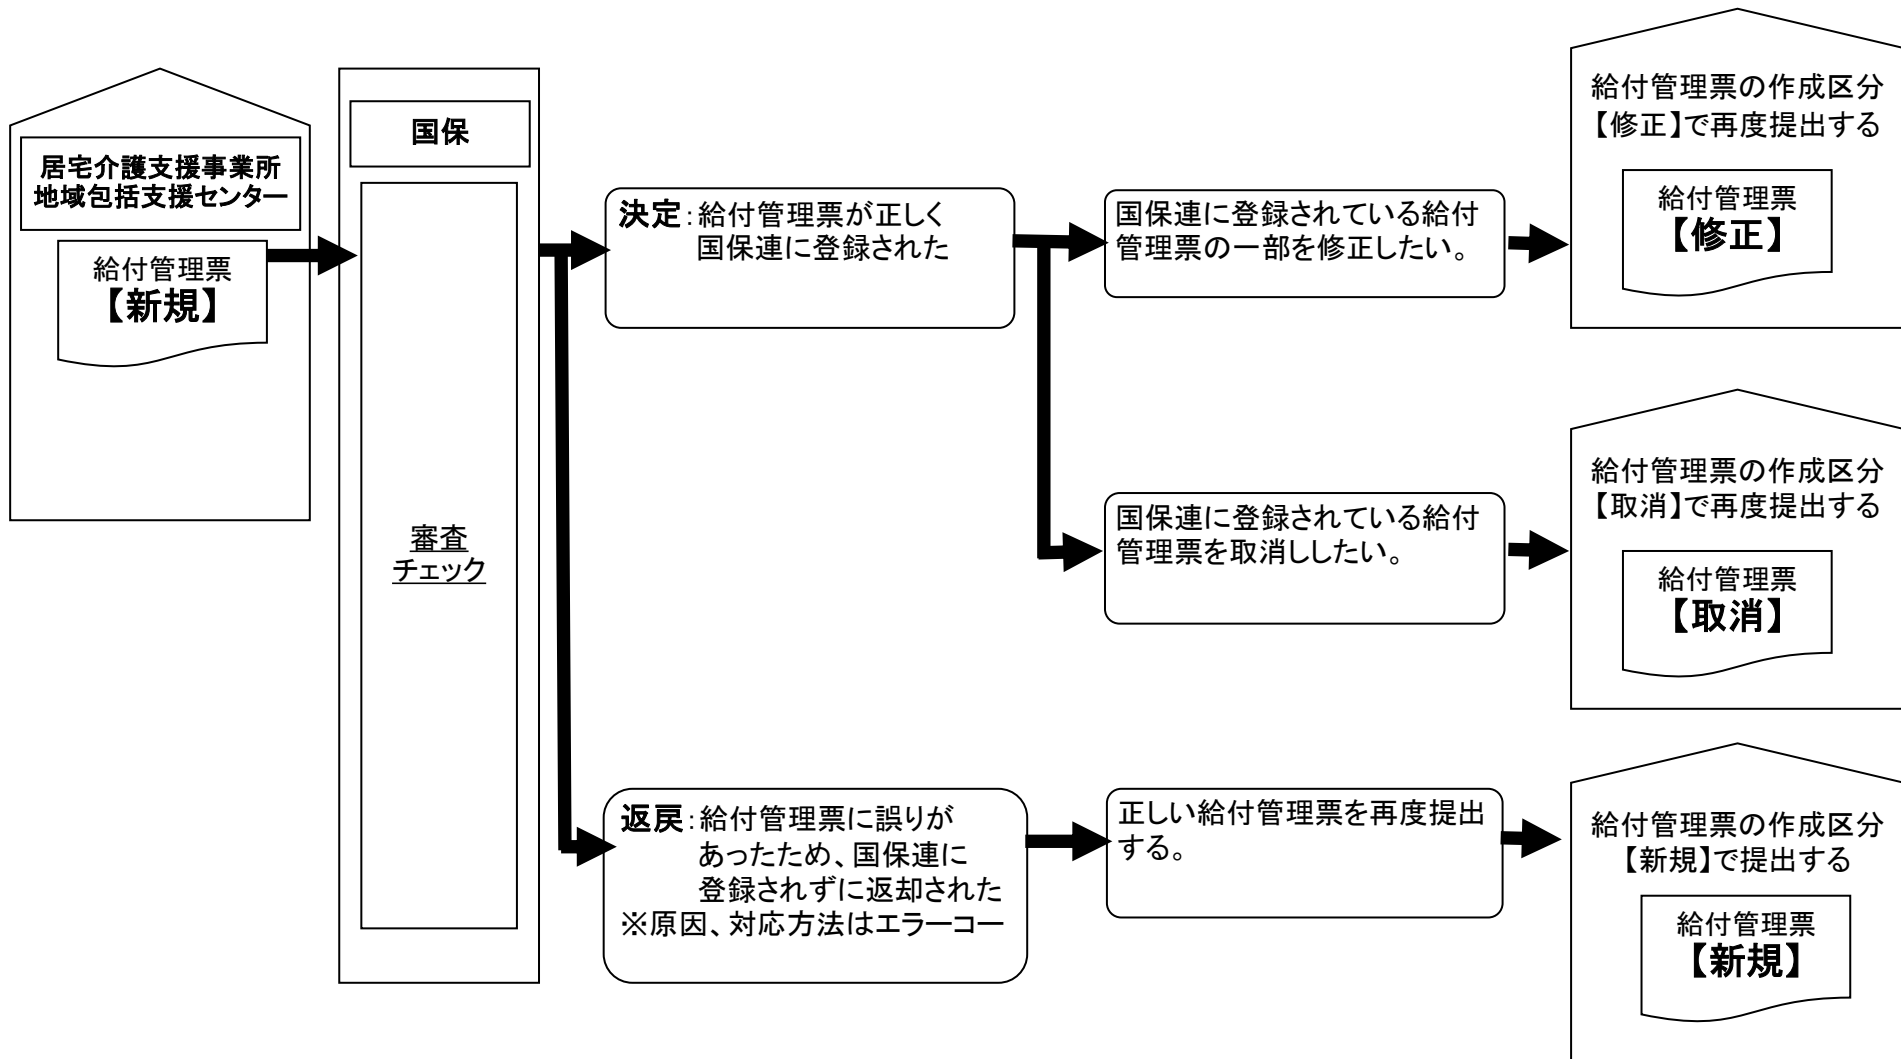 居宅介護支援事業所
地域包括支援センター
給付管理票
【新規】
国保
審査
チェック
決定：給付管理票が正しく
国保連に登録された
国保連に登録されている給付
管理票の一部を修正したい。
給付管理票の作成区分
【修正】で再度提出する
給付管理票
【修正】
国保連に登録されている給付
管理票を取消ししたい。
給付管理票の作成区分
【取消】で再度提出する
給付管理票
【取消】
返戻：給付管理票に誤りが
あったため、国保連に
登録されずに返却された
※原因、対応方法はエラーコー
正しい給付管理票を再度提出
する。
給付管理票の作成区分
【新規】で提出する
給付管理票
【新規】